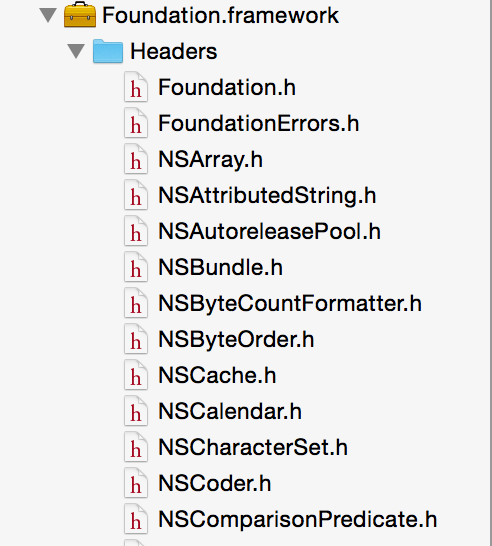 Foundation.framework
Headers
h Foundation.h
h FoundationErrors.h
h NSArray.h
h NSAttributedString.h
h NSAutoreleasePool.h
h NSBundle.h
h NSByteCountFormatter.h
h NSByteOrder.h
h NSCache.h
h NSCalendar.h
h NSCharacterSet.h
h NSCoder.h
h NSComparisonPredicate.h